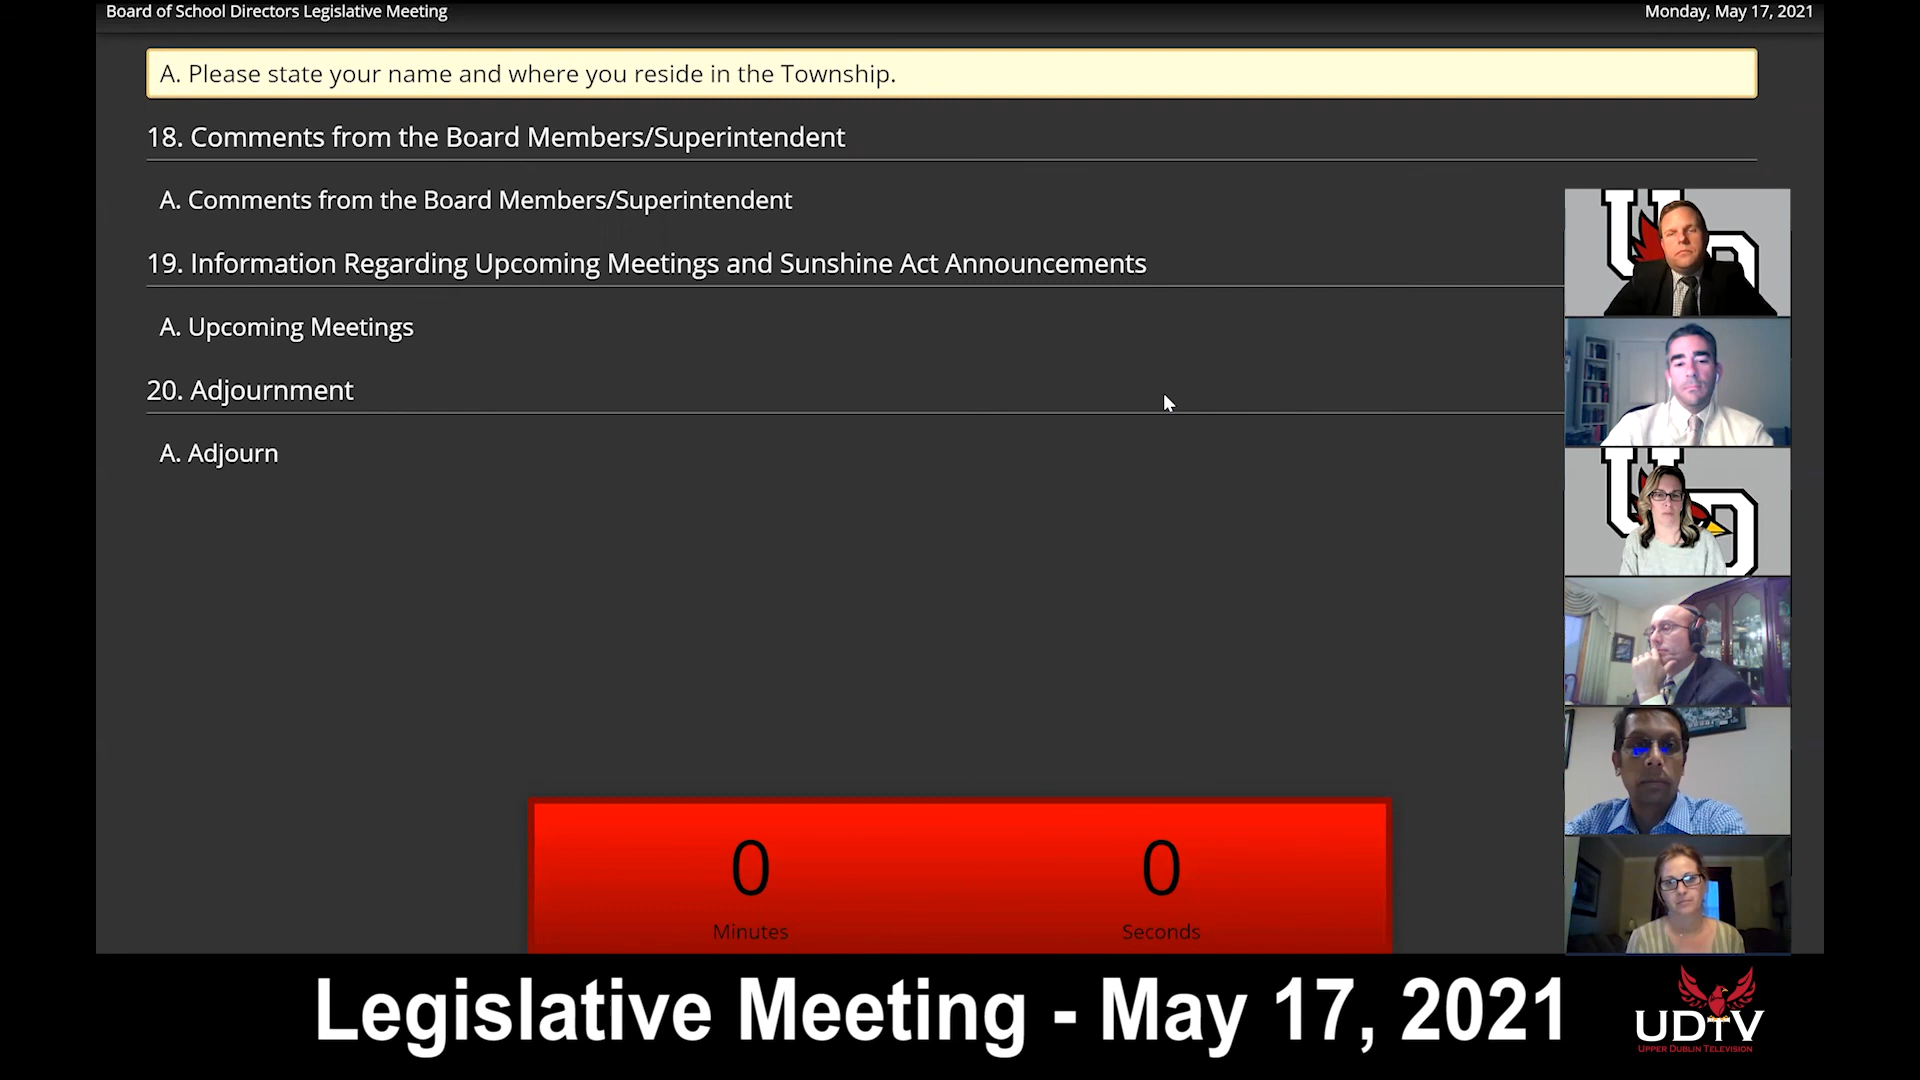 Board of School Directors Legislative Meeting
Monday, May 17, 2021
A. Please state your name and where you reside in the Township.
18. Comments from the Board Members/Superintendent
A. Comments from the Board Members/Superintendent
19. Information Regarding Upcoming Meetings and Sunshine Act Announcements
A. Upcoming Meetings
20. Adjournment
A. Adjourn
U D
U D
0
0
Minutes
Seconds
Legislative Meeting - May 17, 2021
UDTV
UPPER DUBLIN TELEVISION